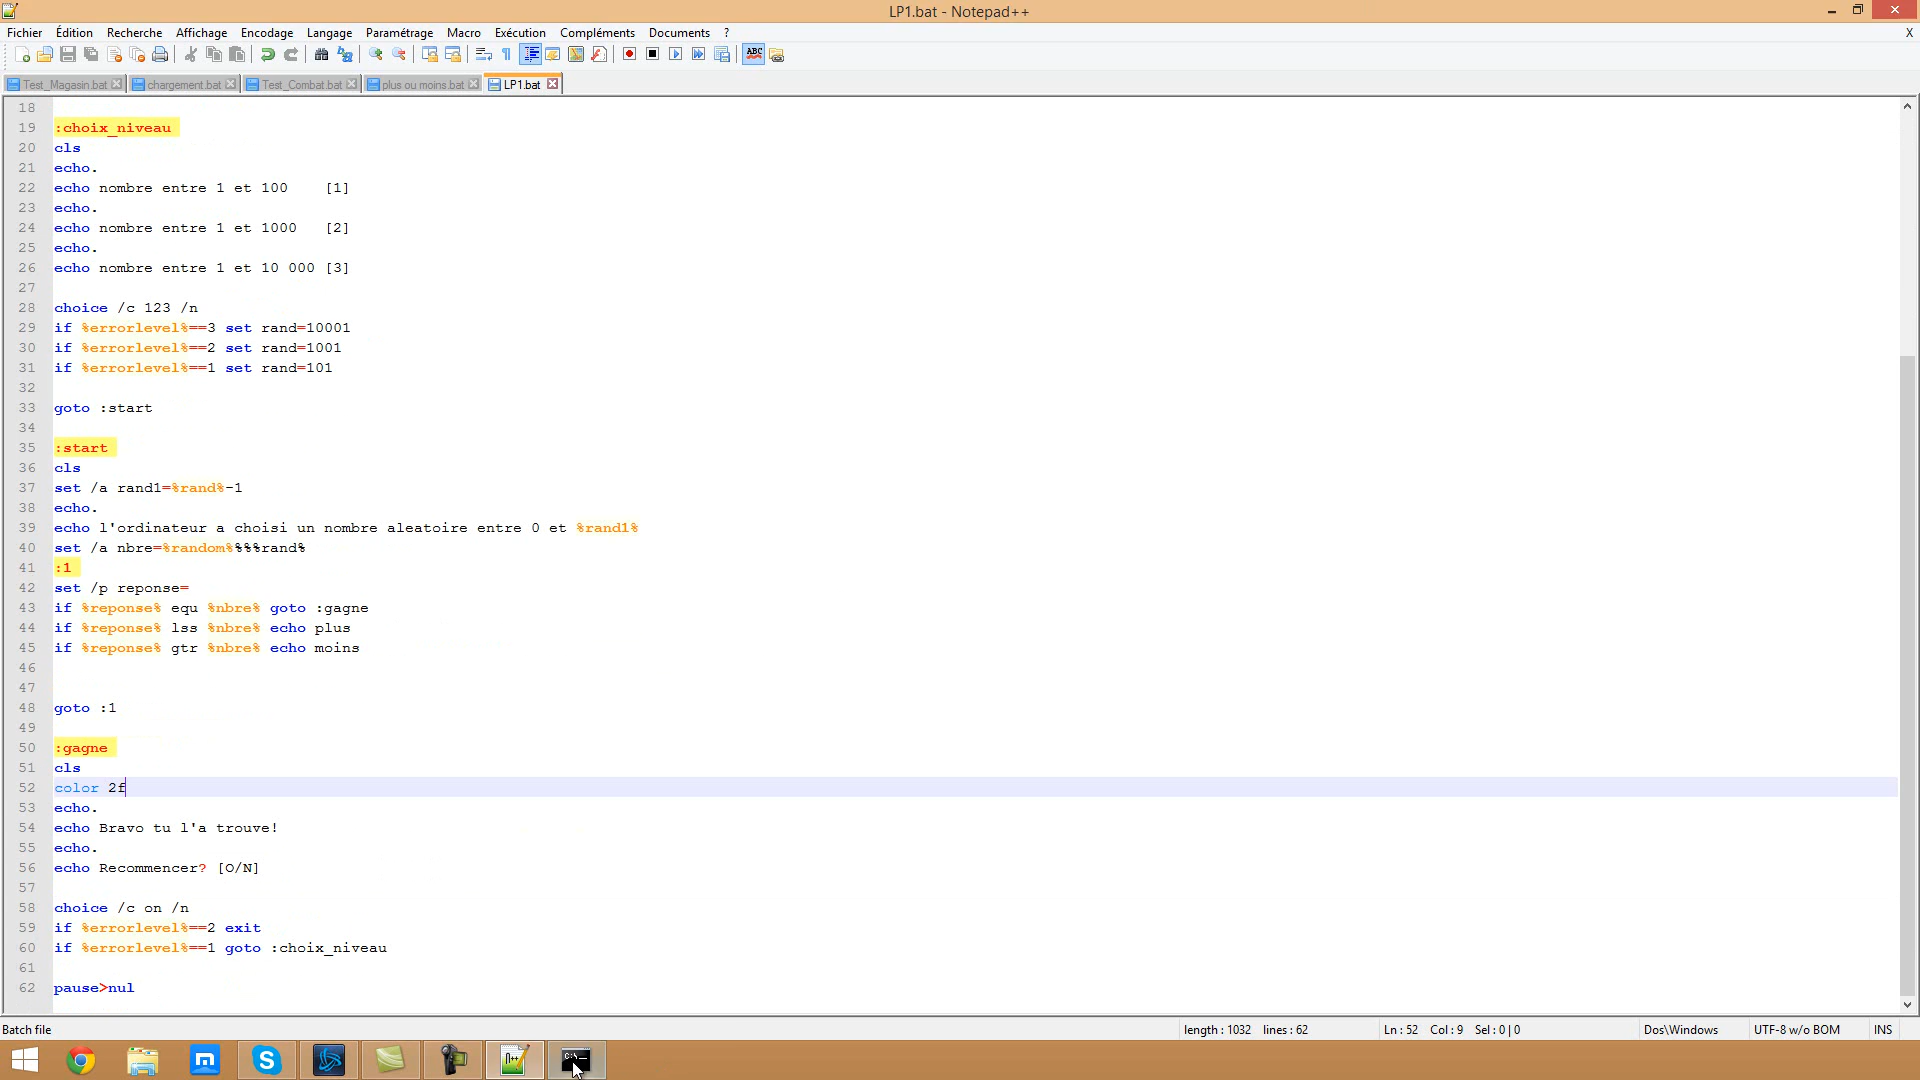 LP1.bat - Notepad++
Fichier Édition Recherche Affichage Encodage Langage Paramétrage Macro Exécution Compléments Documents ? X
ABC
Test_Magasin.bat chargement.bat Test_Combat.bat plus ou moins.bat LP1.bat
18
19 :choix_niveau
20 cls
21 echo.
22 echo nombre entre 1 et 100 [1]
23 echo.
24 echo nombre entre 1 et 1000 [2]
25 echo.
26 echo nombre entre 1 et 10 000 [3]
27
28 choice /c 123 /n
29 if %errorlevel%==3 set rand=10001
30 if %errorlevel%==2 set rand=1001
31 if %errorlevel%==1 set rand=101
32
33 goto :start
34
35 :start
36 cls
37 set /a rand1=%rand%-1
38 echo.
39 echo l'ordinateur a choisi un nombre aleatoire entre 0 et %rand1%
40 set /a nbre=%random%%%%rand%
41 :1
42 set /p reponse=
43 if %reponse% equ %nbre% goto :gagne
44 if %reponse% lss %nbre% echo plus
45 if %reponse% gtr %nbre% echo moins
46
47
48 goto :1
49
50 :gagne
51 cls
52 color 2f
53 echo.
54 echo Bravo tu l'a trouve!
55 echo.
56 echo Recommencer? [O/N]
57
58 choice /c on /n
59 if %errorlevel%==2 exit
60 if %errorlevel%==1 goto :choix_niveau
61
62 pause>nul
Batch file length : 1032 lines : 62 Ln : 52 Col : 9 Sel : 0 | 0 Dos\Windows UTF-8 w/o BOM INS